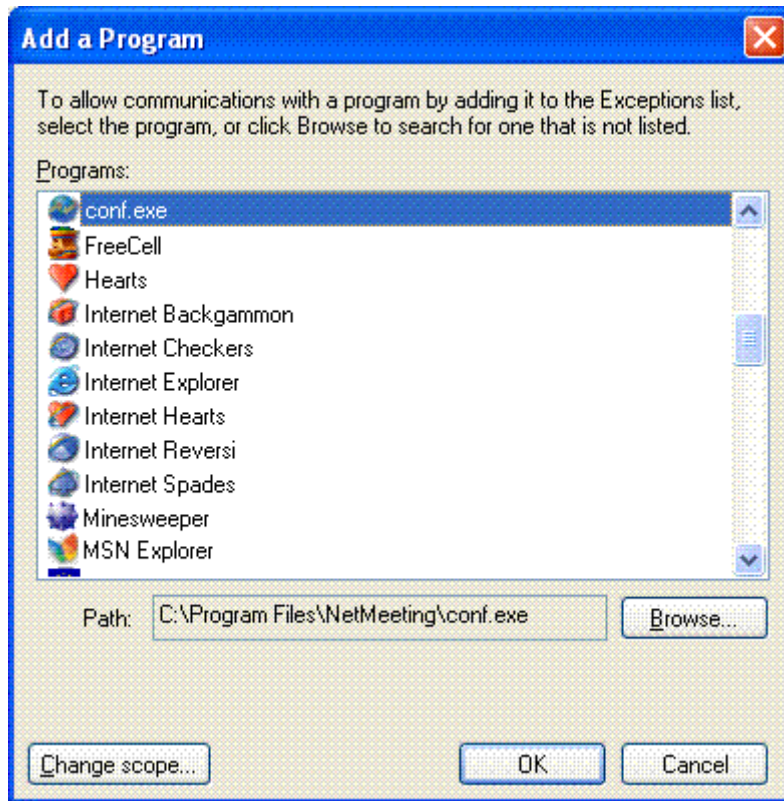 Add a Program
To allow communications with a program by adding it to the Exceptions list,
select the program, or click Browse to search for one that is not listed.
Programs:
conf.exe
FreeCell
Hearts
Internet Backgammon
Internet Checkers
Internet Explorer
Internet Hearts
Internet Reversi
Internet Spades
Minesweeper
MSN Explorer
Path: C:\Program Files\NetMeeting\conf.exe Browse...
Change scope... OK Cancel